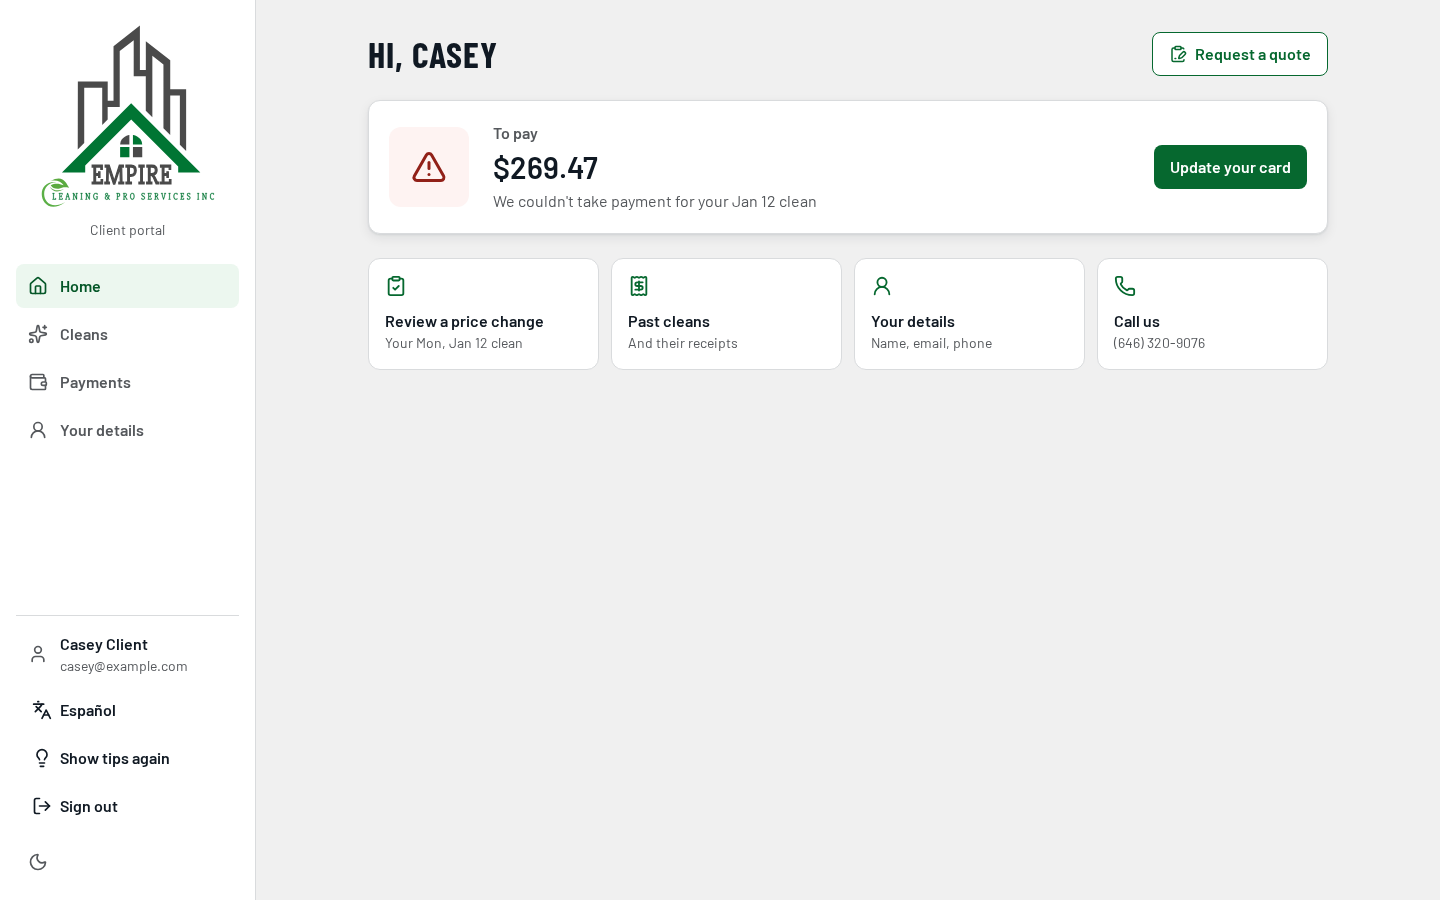 EMPIRE
LEANING & PRO SERVICES INC
Client portal
Home
Cleans
Payments
Your details
Casey Client
casey@example.com
Español
Show tips again
Sign out
HI, CASEY
Request a quote
To pay
$269.47
We couldn't take payment for your Jan 12 clean
Update your card
Review a price change
Your Mon, Jan 12 clean
Past cleans
And their receipts
Your details
Name, email, phone
Call us
(646) 320-9076